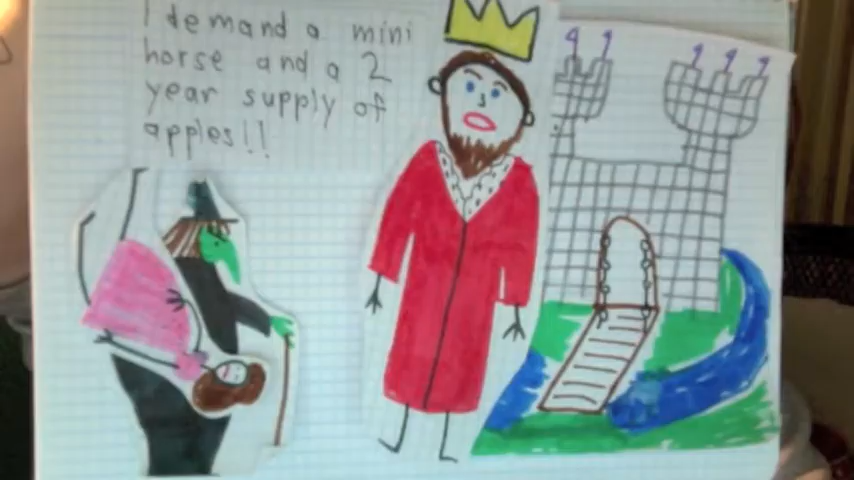 I demand a mini
horse and a 2
year supply of
apples!!